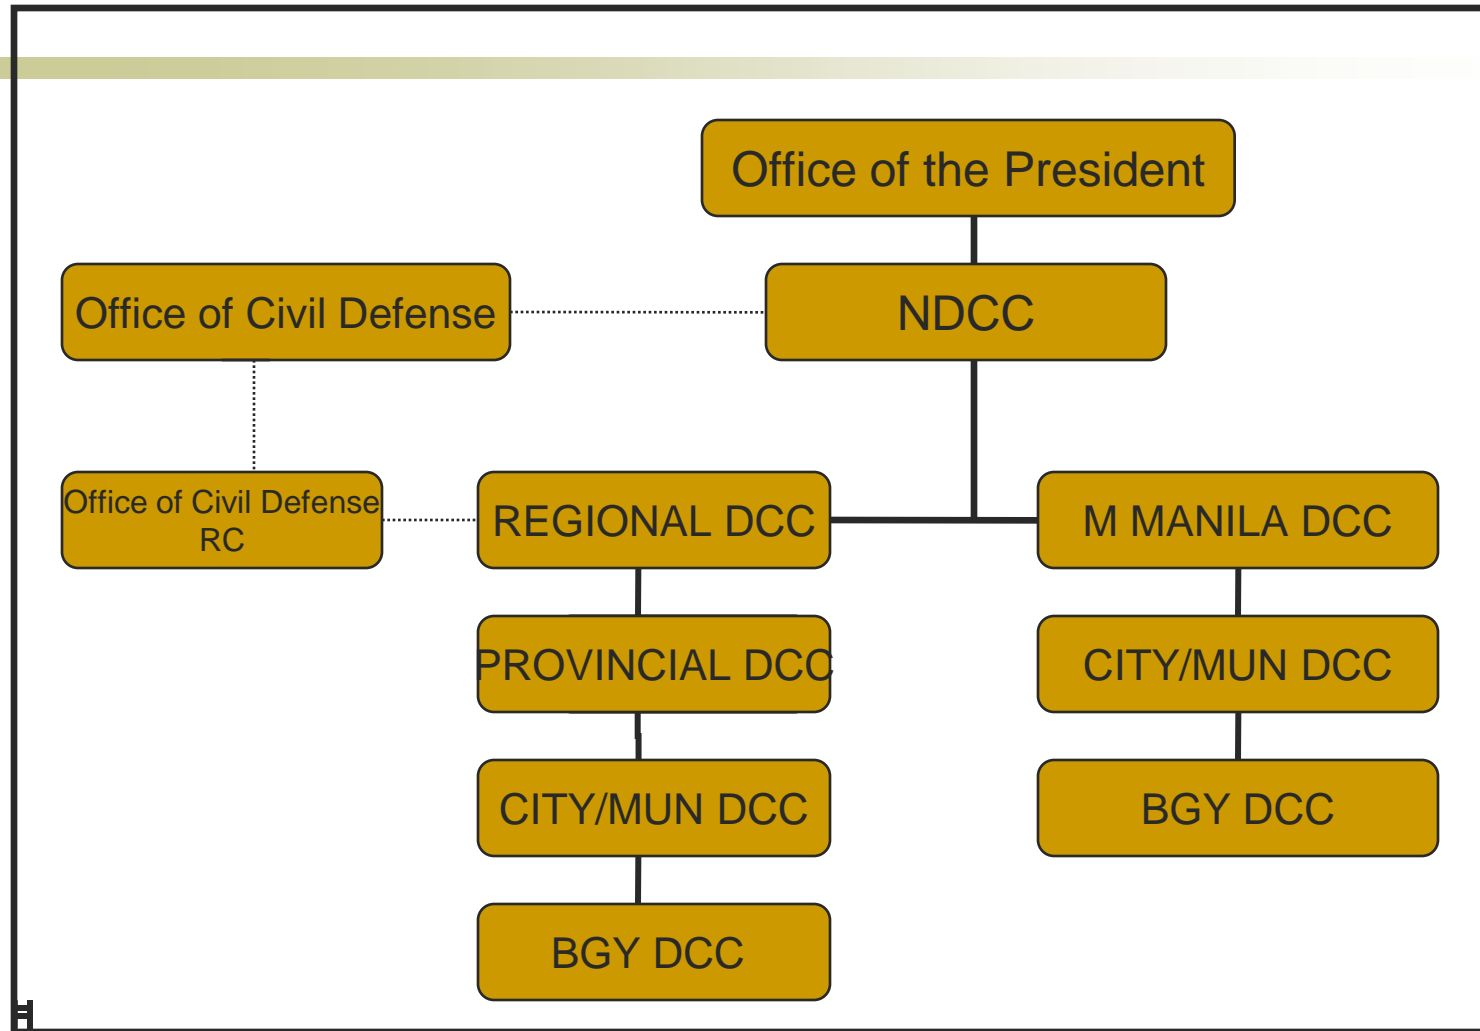 Office of the President
Office of Civil Defense
NDCC
Office of Civil Defense
RC
REGIONAL DCC
M MANILA DCC
PROVINCIAL DCC
CITY/MUN DCC
CITY/MUN DCC
BGY DCC
BGY DCC